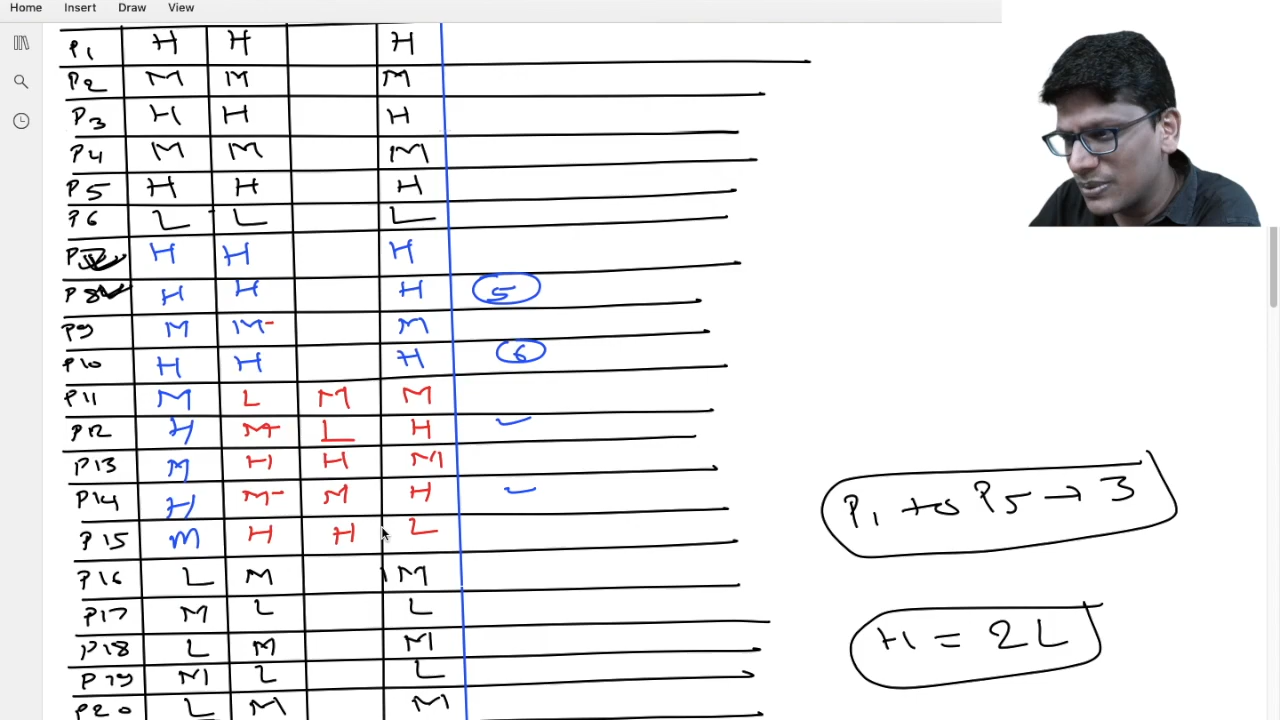 Home Insert Draw View
P1 H H H
P2 M M M
P3 H H H
P4 M M M
P5 H H H
P6 L L L
H H H
P8 H H H 5
P9 M M- M
P10 H H H 6
P11 M L M M
P12 H M L H
P13 M H H M
P14 H M- M H
P15 M H H L
P16 L M M
P17 M L L
P18 L M M
P19 M L L
P20 L M M
P1 to P5 → 3
H = 2L